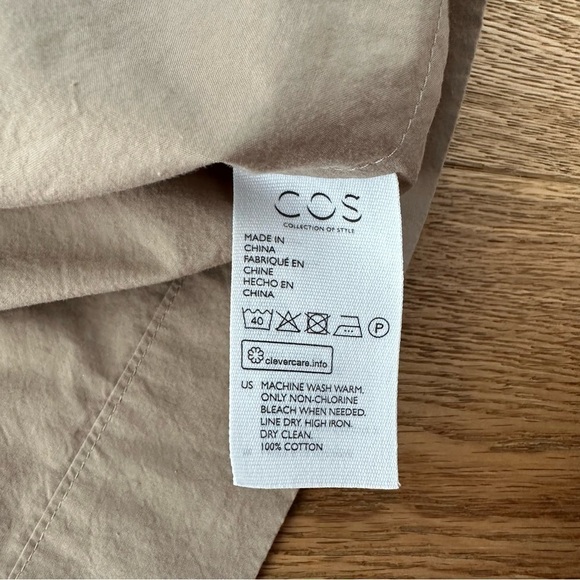 COS
COLLECTION OF STYLE
MADE IN
CHINA
FABRIQUÉ EN
CHINE
HECHO EN
CHINA
40 P
clevercare.info
US MACHINE WASH WARM.
ONLY NON-CHLORINE
BLEACH WHEN NEEDED.
LINE DRY. HIGH IRON.
DRY CLEAN.
100% COTTON